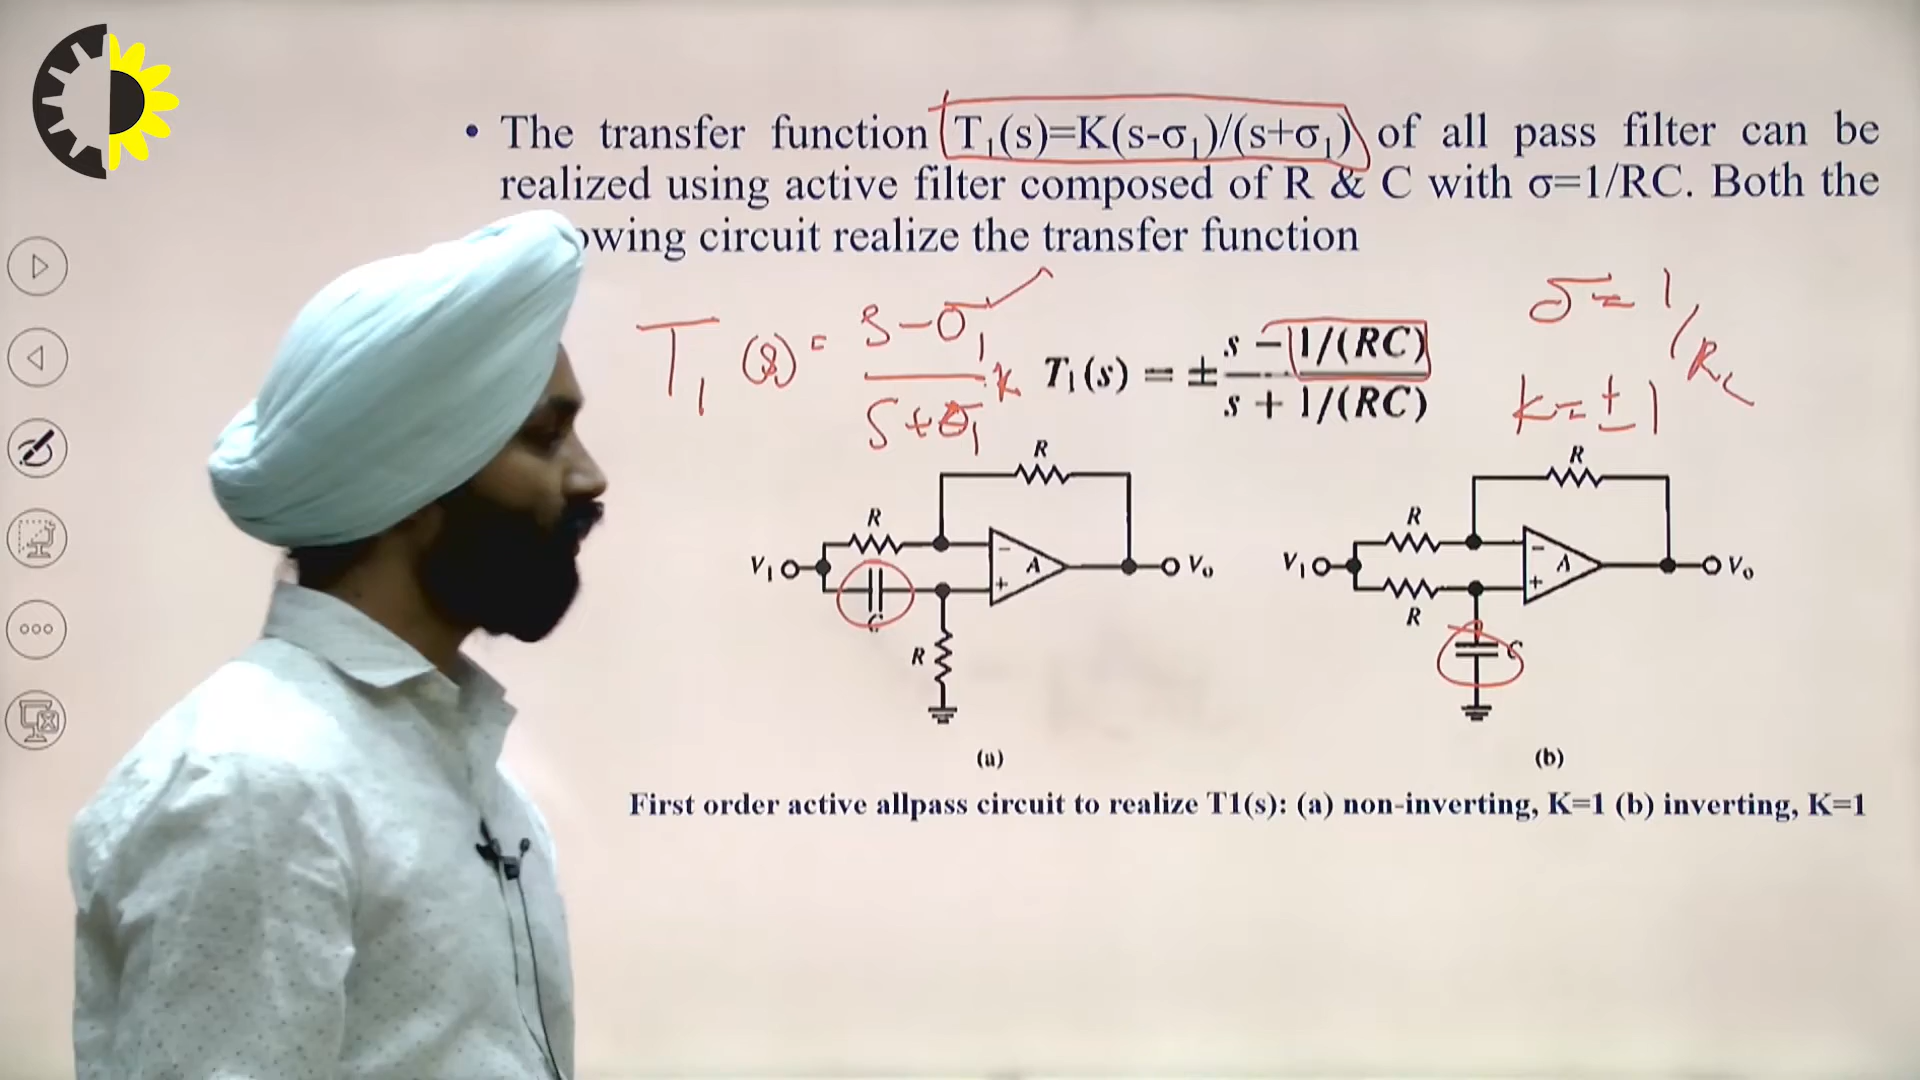 • The transfer function T₁(s)=K(s-σ₁)/(s+σ₁) of all pass filter can be
realized using active filter composed of R & C with σ=1/RC. Both the
owing circuit realize the transfer function
T₁ (s) = s-σ₁ / s+σ₁ . K
T₁(s) = ± s - 1/(RC) / s + 1/(RC)
σ = 1/RC
K = ± 1
R
R
V₁
C
R
A
V₀
(a)
R
R
V₁
R
C
A
V₀
(b)
First order active allpass circuit to realize T1(s): (a) non-inverting, K=1 (b) inverting, K=1